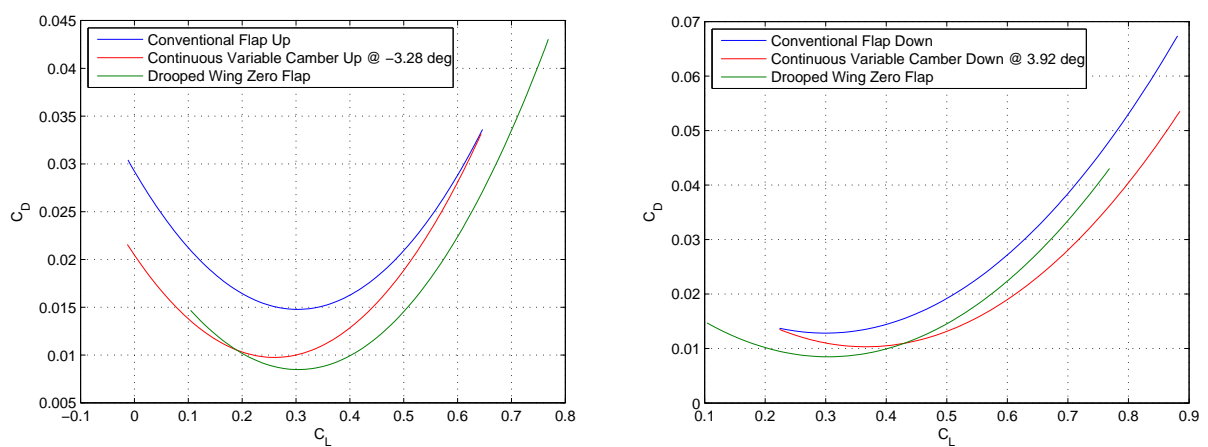 0.045
0.04
0.035
0.03
0.025
0.02
0.015
0.01
0.005
C_D
Conventional Flap Up
Continuous Variable Camber Up @ −3.28 deg
Drooped Wing Zero Flap
−0.1 0 0.1 0.2 0.3 0.4 0.5 0.6 0.7 0.8
C_L
0.07
0.06
0.05
0.04
0.03
0.02
0.01
0
C_D
Conventional Flap Down
Continuous Variable Camber Down @ 3.92 deg
Drooped Wing Zero Flap
0.1 0.2 0.3 0.4 0.5 0.6 0.7 0.8 0.9
C_L